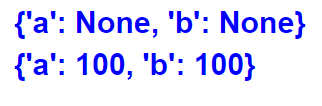 {'a': None, 'b': None}
{'a': 100, 'b': 100}